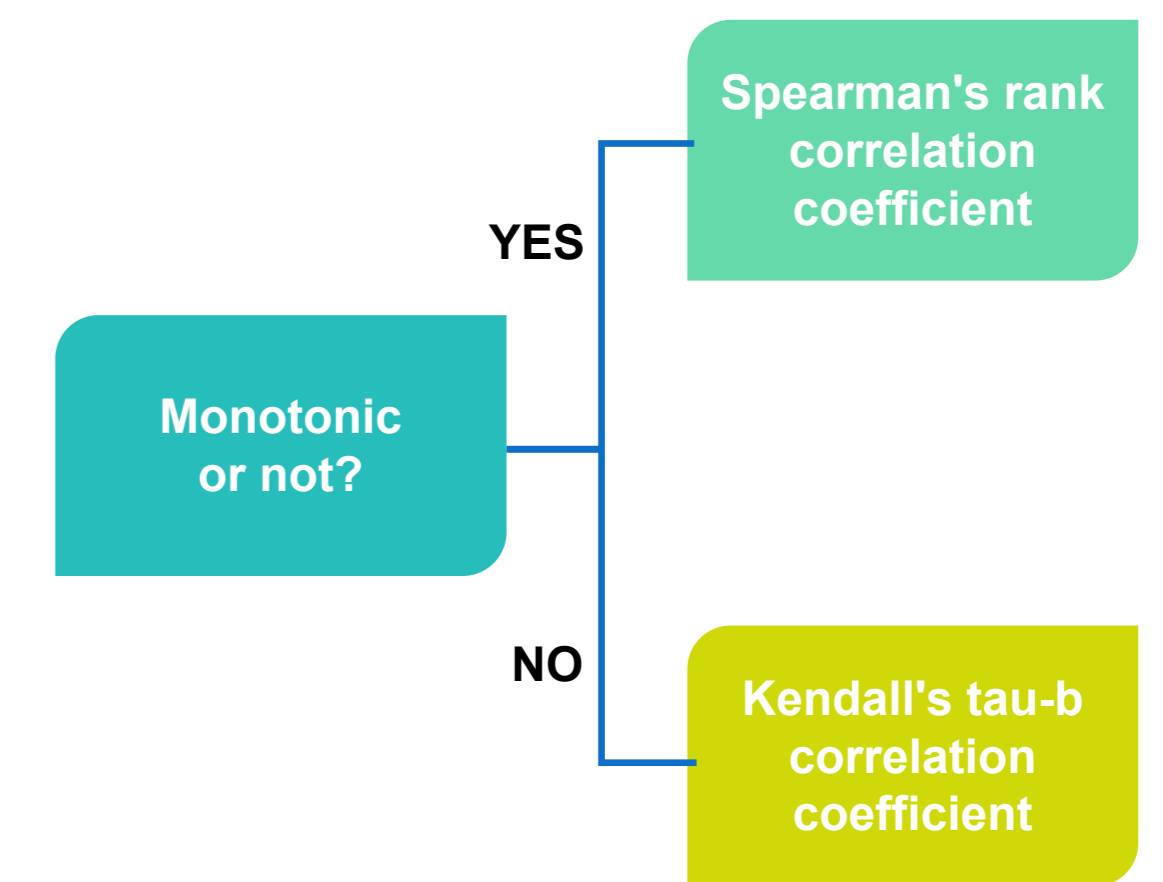 Spearman's rank
correlation
coefficient
YES
Monotonic
or not?
NO
Kendall's tau-b
correlation
coefficient